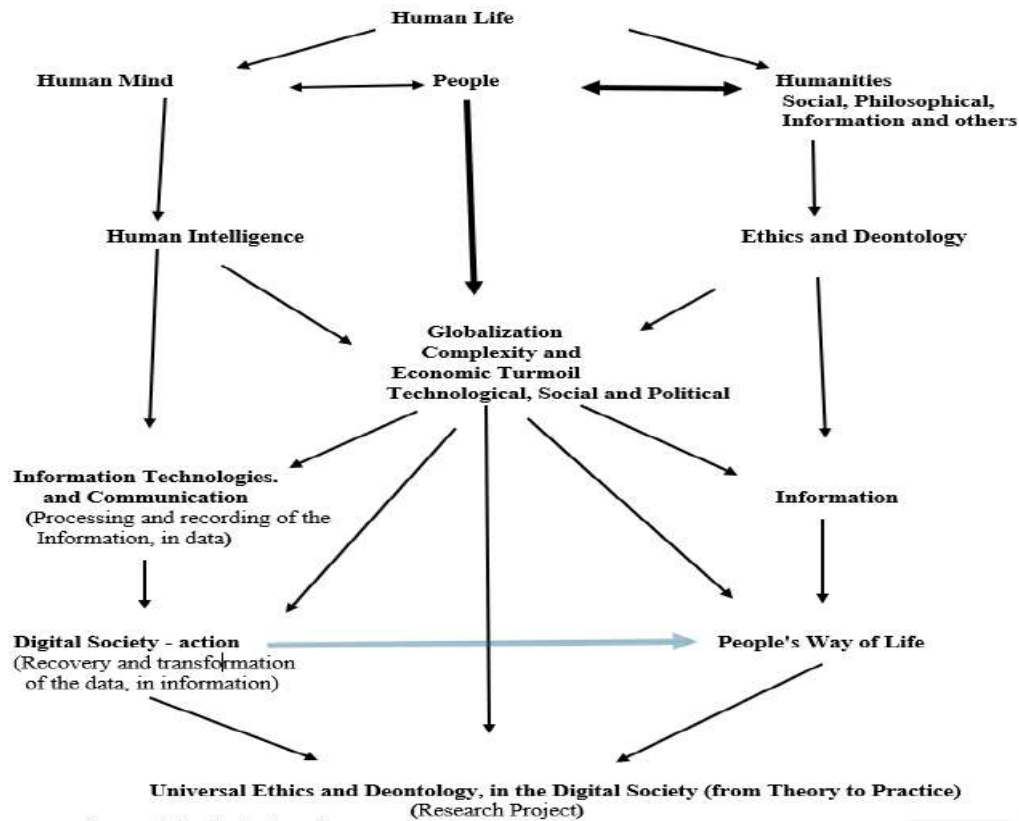 Human Life
Human Mind
People
Humanities
Social, Philosophical,
Information and others
Human Intelligence
Ethics and Deontology
Globalization
Complexity and
Economic Turmoil
Technological, Social and Political
Information Technologies.
and Communication
(Processing and recording of the
Information, in data)
Information
Digital Society - action
(Recovery and transformation
of the data, in information)
People's Way of Life
Universal Ethics and Deontology, in the Digital Society (from Theory to Practice)
(Research Project)